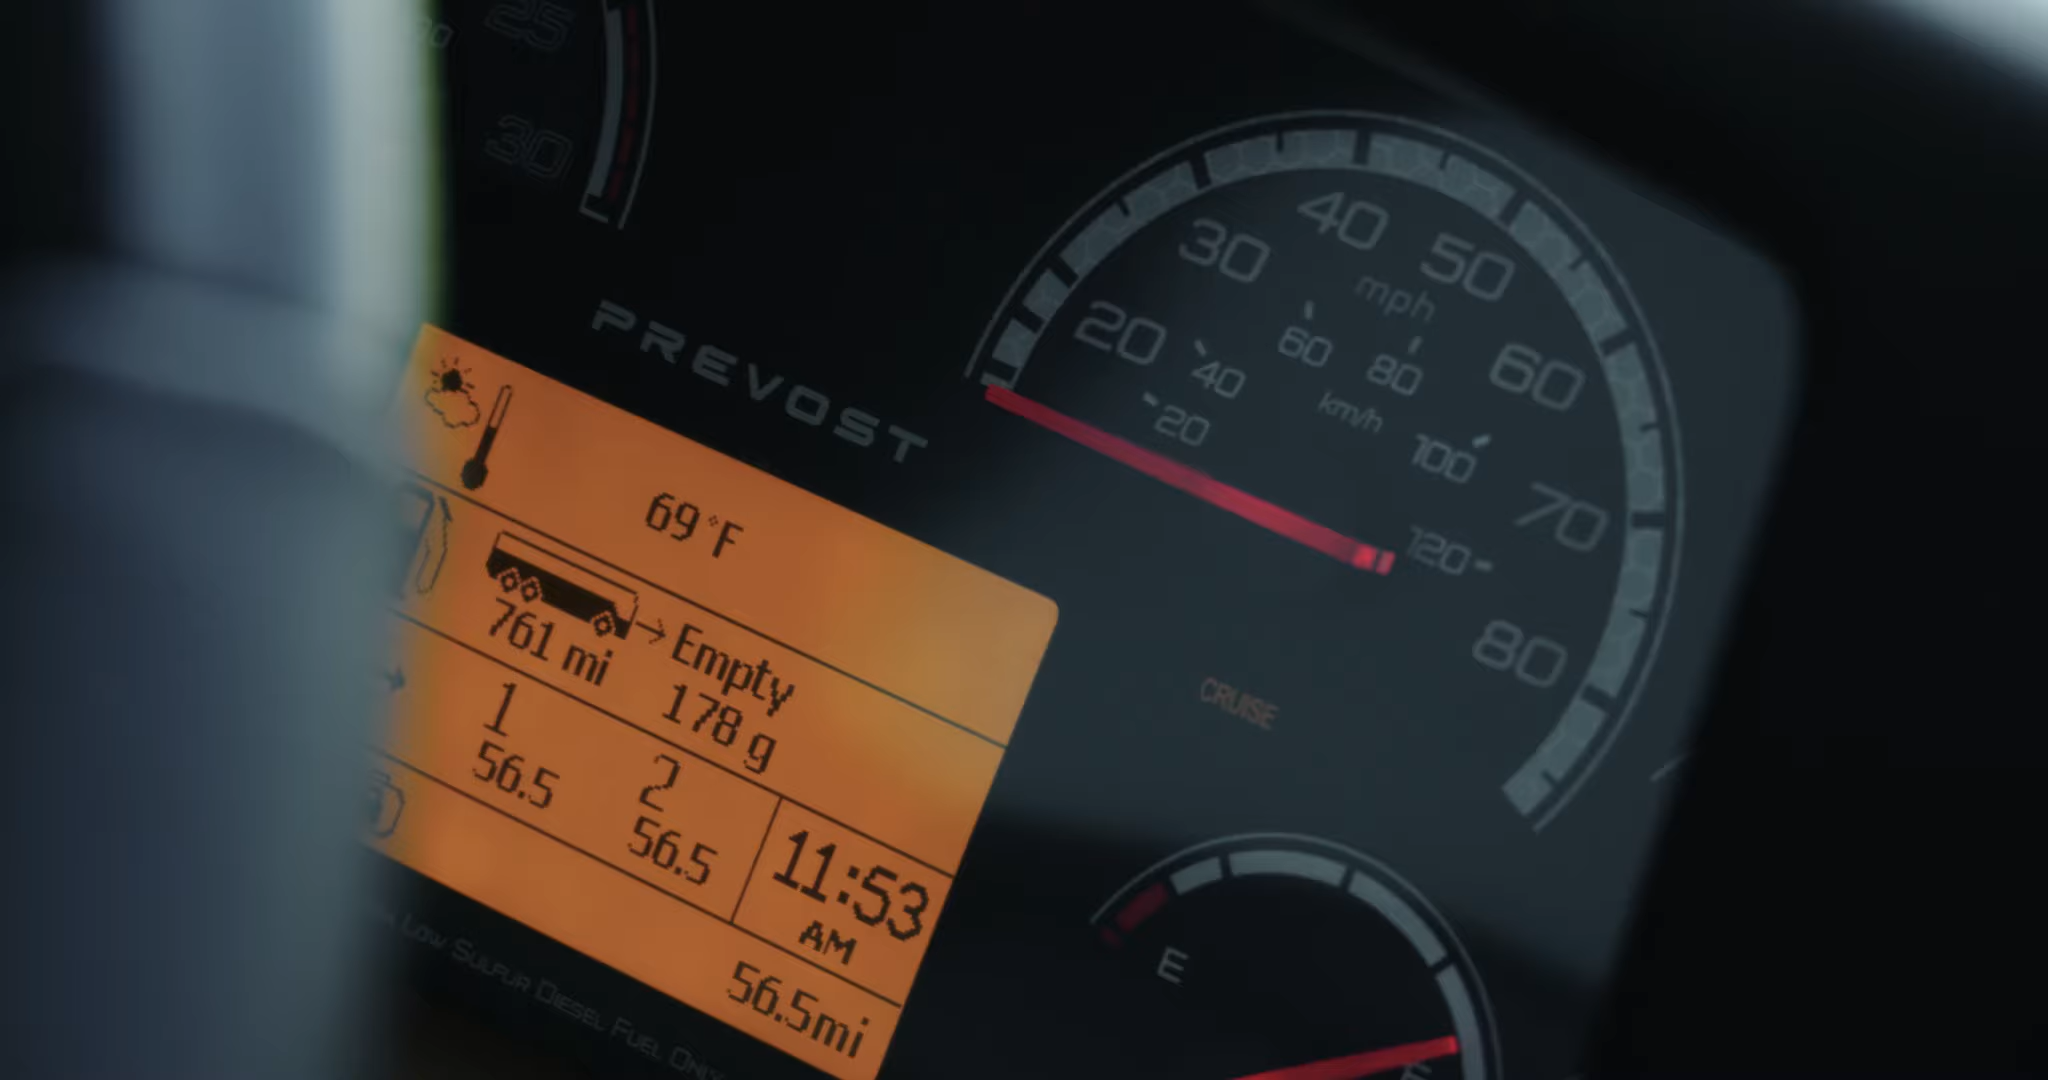 25
30
PREVOST
69°F
Empty
761 mi
178 g
1
2
56.5
56.5
11:53
AM
56.5mi
Low Sulfur Diesel Fuel Only
20
30
40
50
60
70
80
mph
20
40
60
80
100
120
km/h
CRUISE
E
F